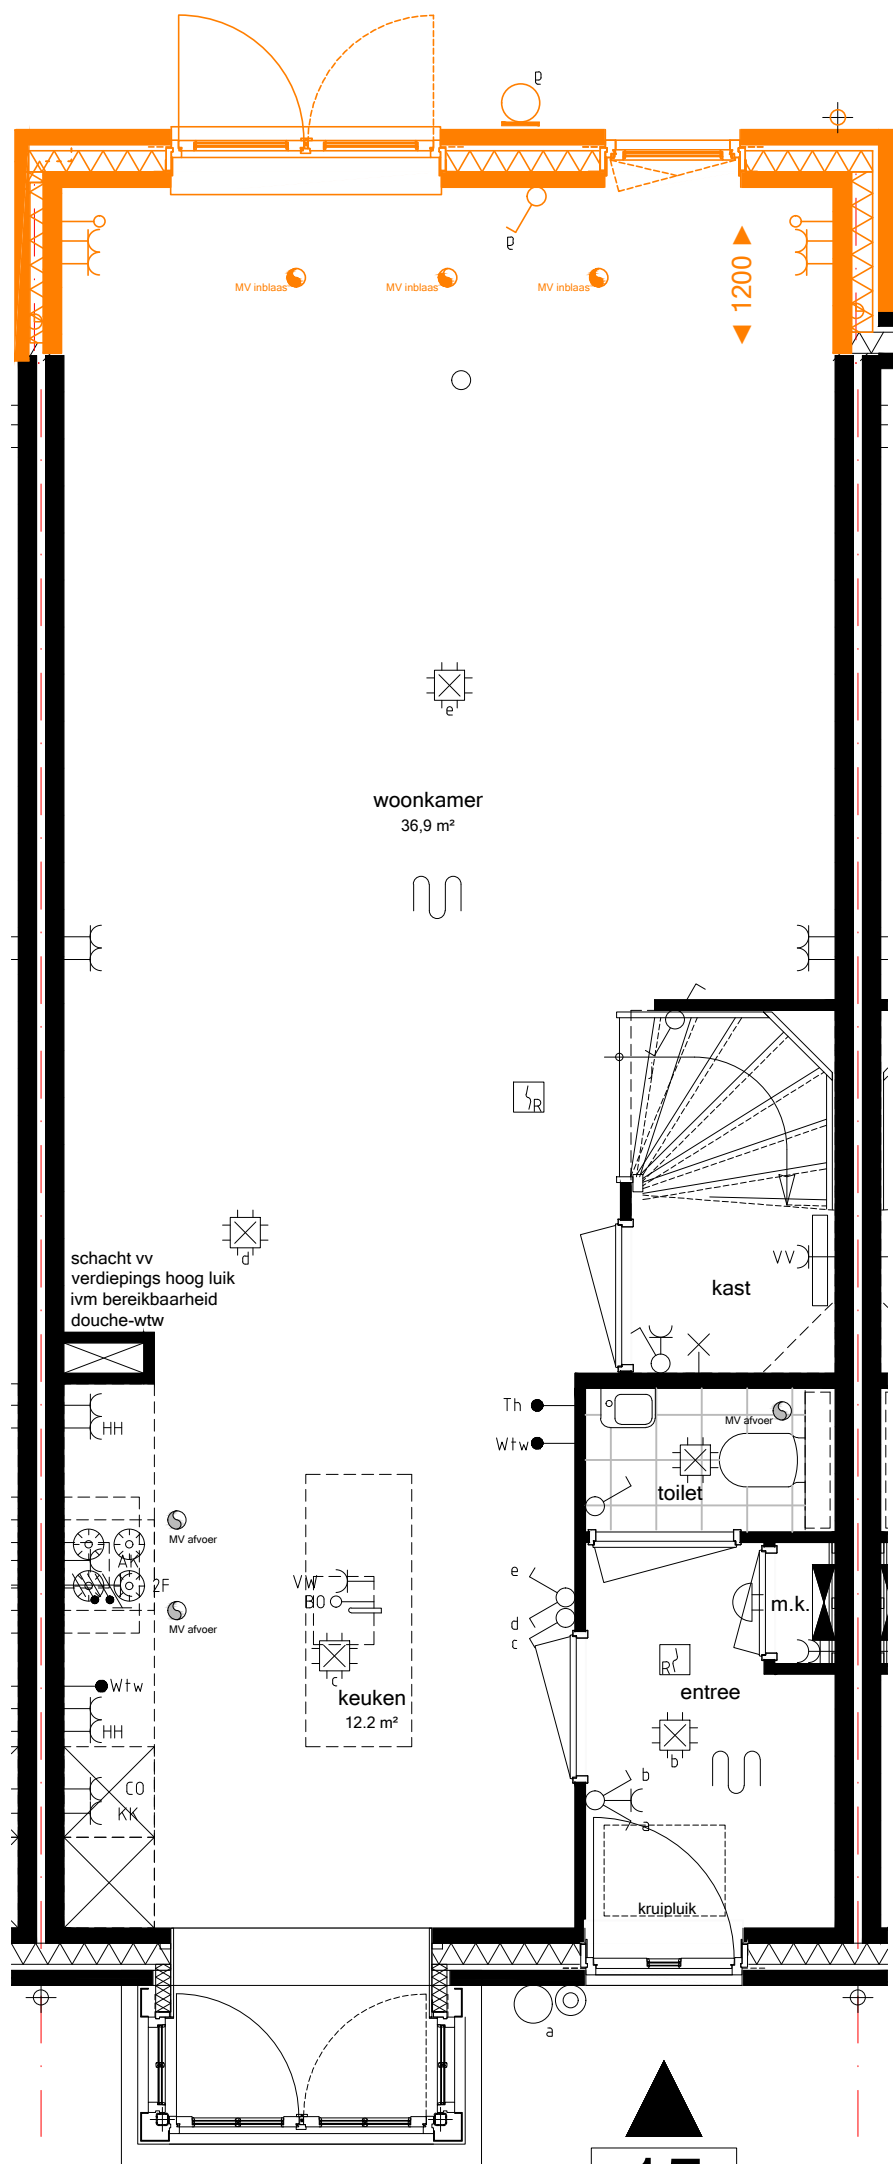 g
g
MV inblaas
MV inblaas
MV inblaas
1200
e
woonkamer
36,9 m²
R
d
schacht vv
verdiepings hoog luik
ivm bereikbaarheid
douche-wtw
VV
kast
Th
HH
MV afvoer
Wtw
toilet
MV afvoer
AK
2F
e
VW
BO
m.k.
d
MV afvoer
c
R
c
Wtw
keuken
12.2 m²
entree
HH
b
b
CO
KK
a
kruipluik
a